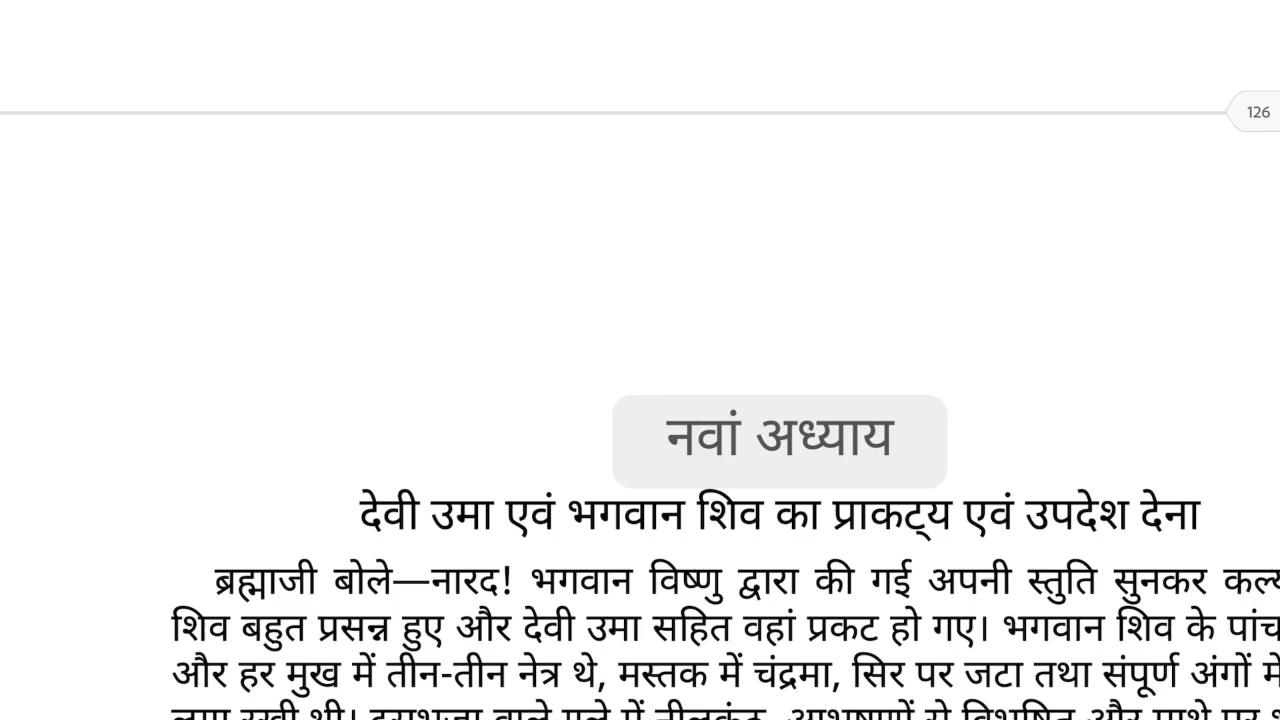 126
नवां अध्याय
देवी उमा एवं भगवान शिव का प्राकट्य एवं उपदेश देना
ब्रह्माजी बोले—नारद! भगवान विष्णु द्वारा की गई अपनी स्तुति सुनकर
शिव बहुत प्रसन्न हुए और देवी उमा सहित वहां प्रकट हो गए। भगवान शिव के पांच
और हर मुख में तीन-तीन नेत्र थे, मस्तक में चंद्रमा, सिर पर जटा तथा संपूर्ण अंगों में